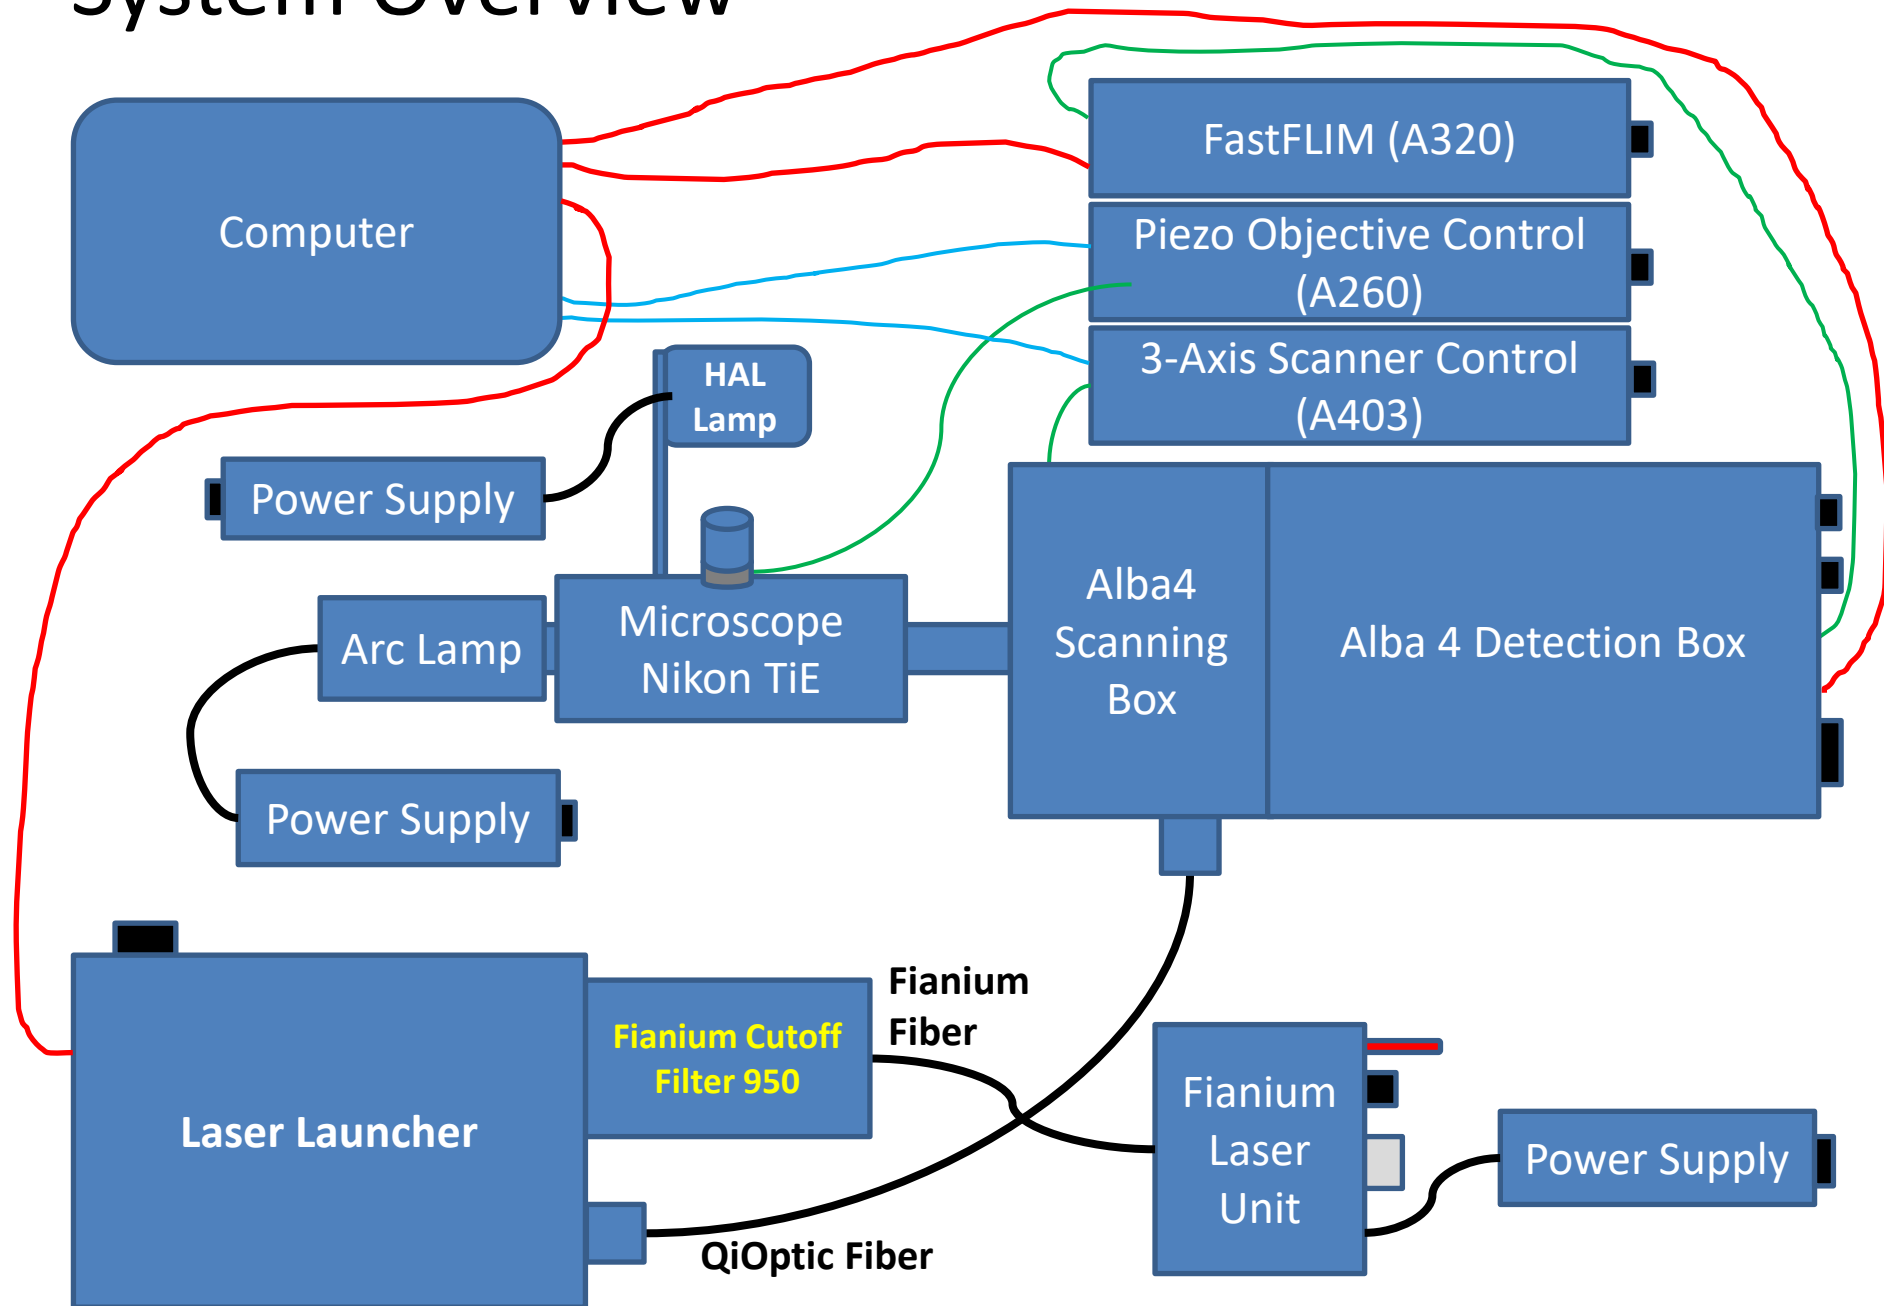 System Overview
Computer
FastFLIM (A320)
Piezo Objective Control
(A260)
3-Axis Scanner Control
(A403)
HAL
Lamp
Power Supply
Microscope
Nikon TiE
Arc Lamp
Power Supply
Alba4
Scanning
Box
Alba 4 Detection Box
Laser Launcher
Fianium Cutoff
Filter 950
Fianium
Fiber
QiOptic Fiber
Fianium
Laser
Unit
Power Supply